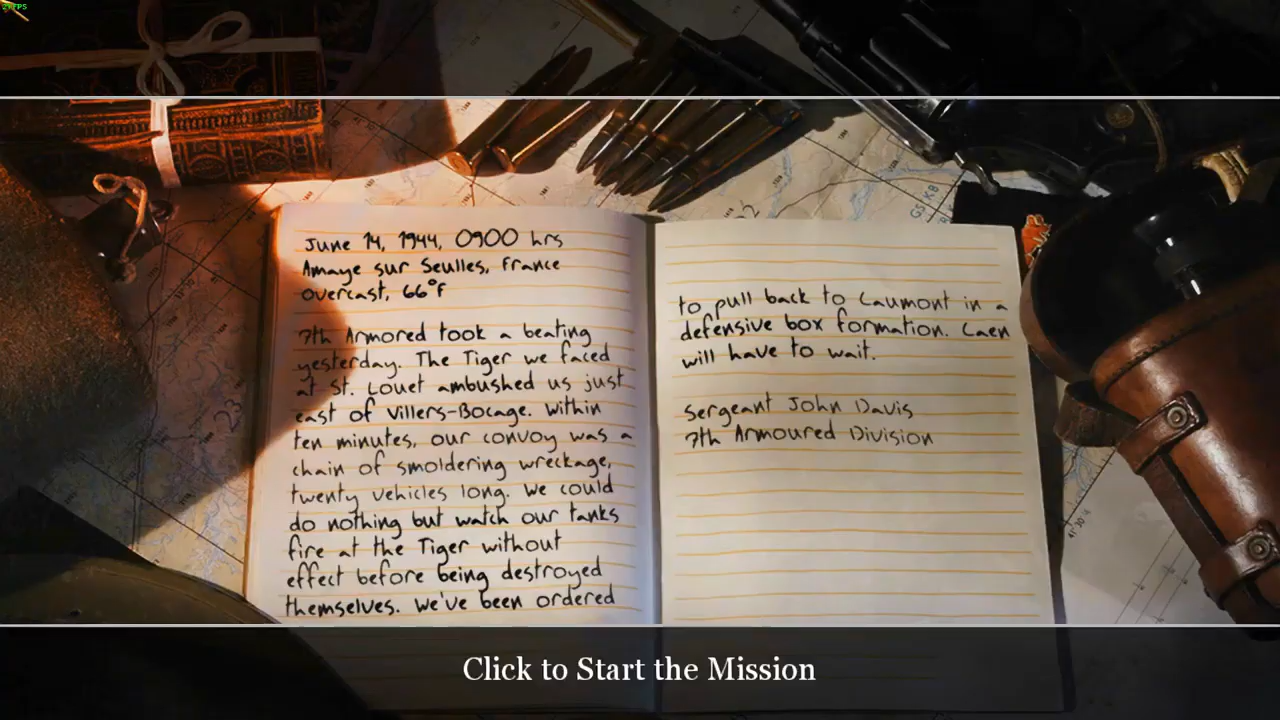 June 14, 1944, 0900 hrs
Amaye sur Seulles, France
Overcast, 66°F
7th Armored took a beating
yesterday. The Tiger we faced
at St. Louet ambushed us just
east of Villers-Bocage. Within
ten minutes, our convoy was a
chain of smoldering wreckage,
twenty vehicles long. We could
do nothing but watch our tanks
fire at the Tiger without
effect before being destroyed
themselves. We've been ordered
to pull back to Caumont in a
defensive box formation. Caen
will have to wait.
Sergeant John Davis
7th Armoured Division
Click to Start the Mission